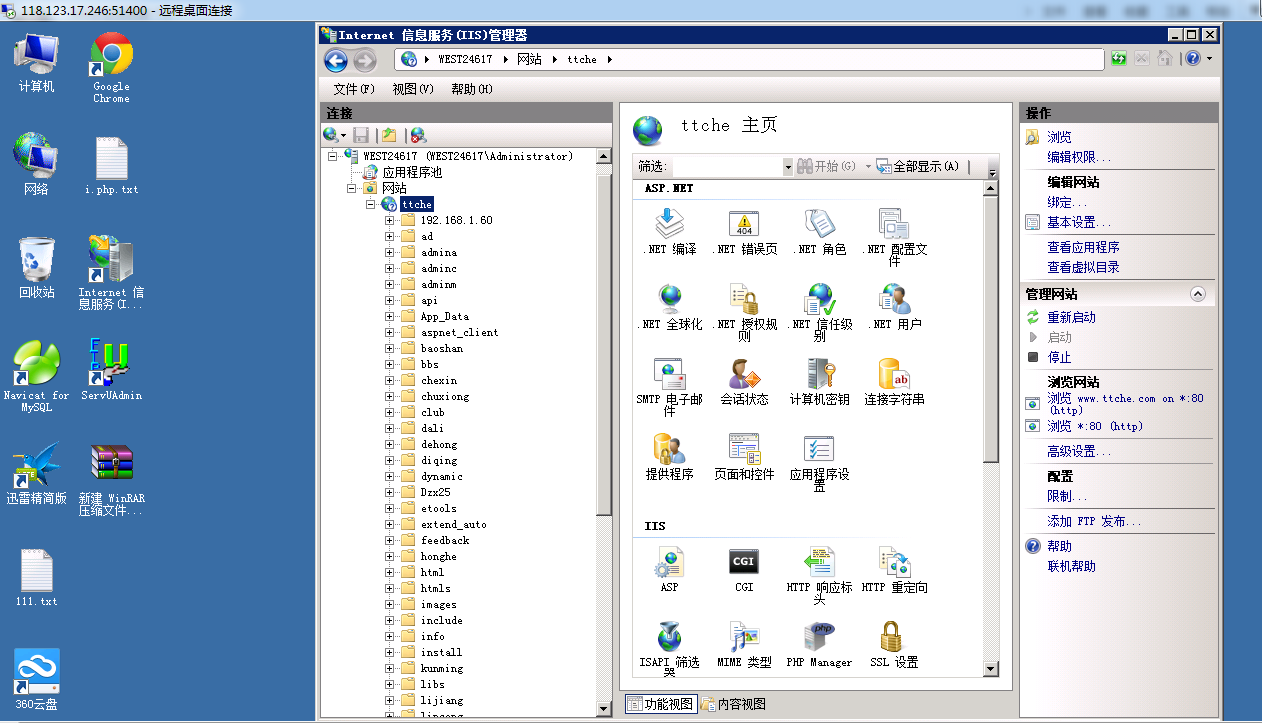 118.123.17.246:51400 - 远程桌面连接
计算机
Google
Chrome
网络
i.php.txt
回收站
Internet 信
息服务(I...
Navicat for
MySQL
ServUAdmin
迅雷精简版
新建 WinRAR
压缩文件...
111.txt
360云盘
Internet 信息服务(IIS)管理器
WEST24617
网站
ttche
文件(F)
视图(V)
帮助(H)
连接
WEST24617 (WEST24617\Administrator)
应用程序池
网站
ttche
192.168.1.60
ad
admina
adminc
adminm
api
App_Data
aspnet_client
baoshan
bbs
chexin
chuxiong
club
dali
dehong
diqing
dynamic
Dzx25
etools
extend_auto
feedback
honghe
html
htmls
images
include
info
install
kunming
libs
lijiang
ttche 主页
筛选:
开始(G)
全部显示(A)
ASP.NET
.NET 编译
.NET 错误页
404
.NET 角色
.NET 配置文
件
.NET 全球化
.NET 授权规
则
.NET 信任级
别
.NET 用户
SMTP 电子邮
件
会话状态
计算机密钥
ab
连接字符串
提供程序
页面和控件
应用程序设
置
IIS
ASP
CGI
CGI
HTTP 响应标
头
HTTP 重定向
ISAPI 筛选
器
MIME 类型
php
PHP Manager
SSL 设置
功能视图
内容视图
操作
浏览
编辑权限...
编辑网站
绑定...
基本设置...
查看应用程序
查看虚拟目录
管理网站
重新启动
启动
停止
浏览网站
浏览 www.ttche.com on *:80
(http)
浏览 *:80 (http)
高级设置...
配置
限制...
添加 FTP 发布...
帮助
联机帮助